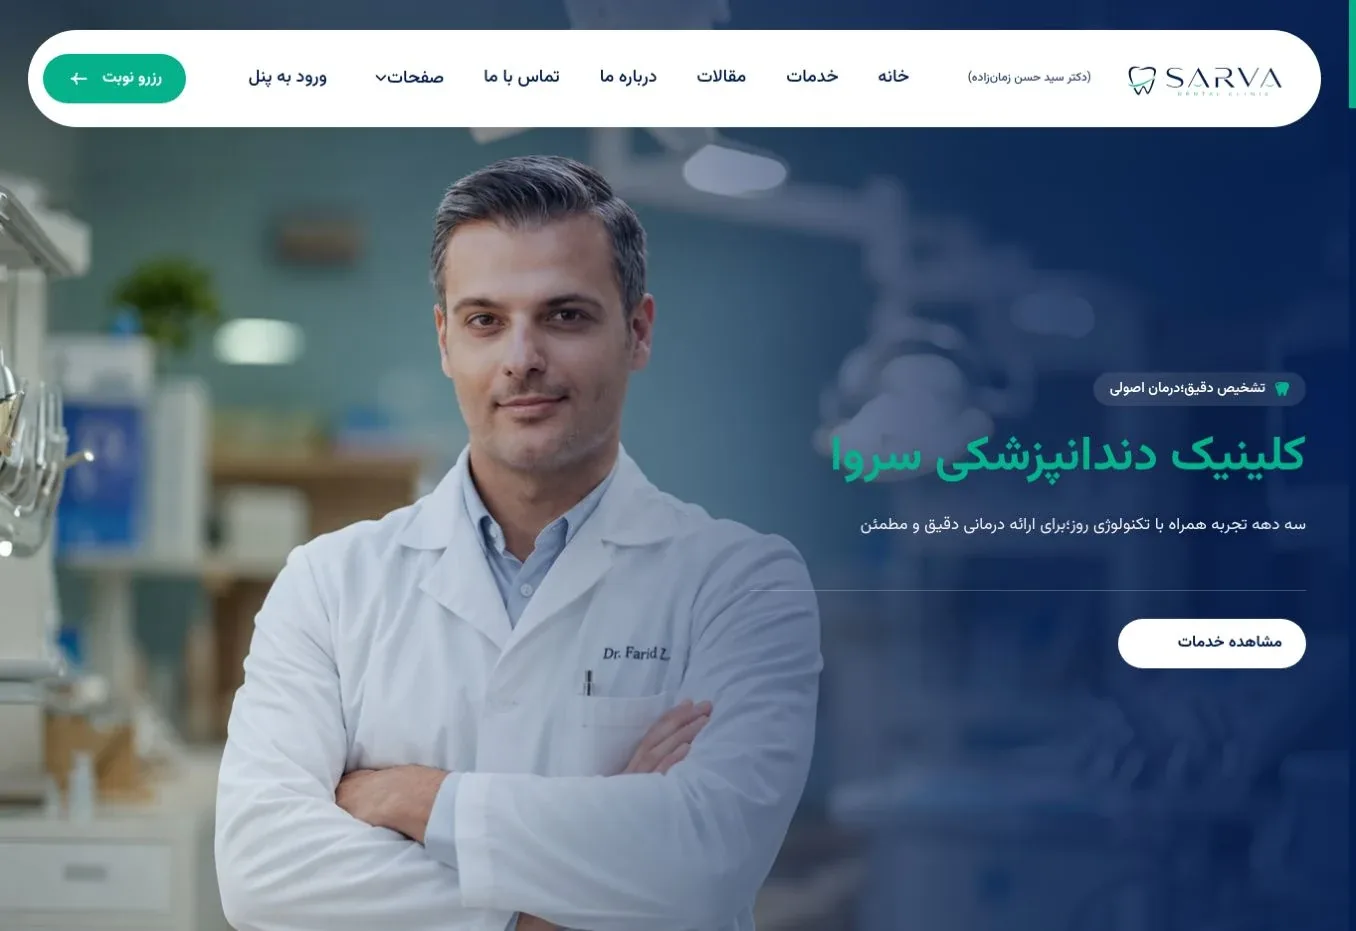 SARVA
DENTAL CLINIC
(دکتر سید حسن زمان‌زاده)
خانه
خدمات
مقالات
درباره ما
تماس با ما
صفحات
ورود به پنل
رزرو نوبت
تشخیص دقیق؛درمان اصولی
کلینیک دندانپزشکی سروا
سه دهه تجربه همراه با تکنولوژی روز؛برای ارائه درمانی دقیق و مطمئن
مشاهده خدمات
Dr. Farid Z.